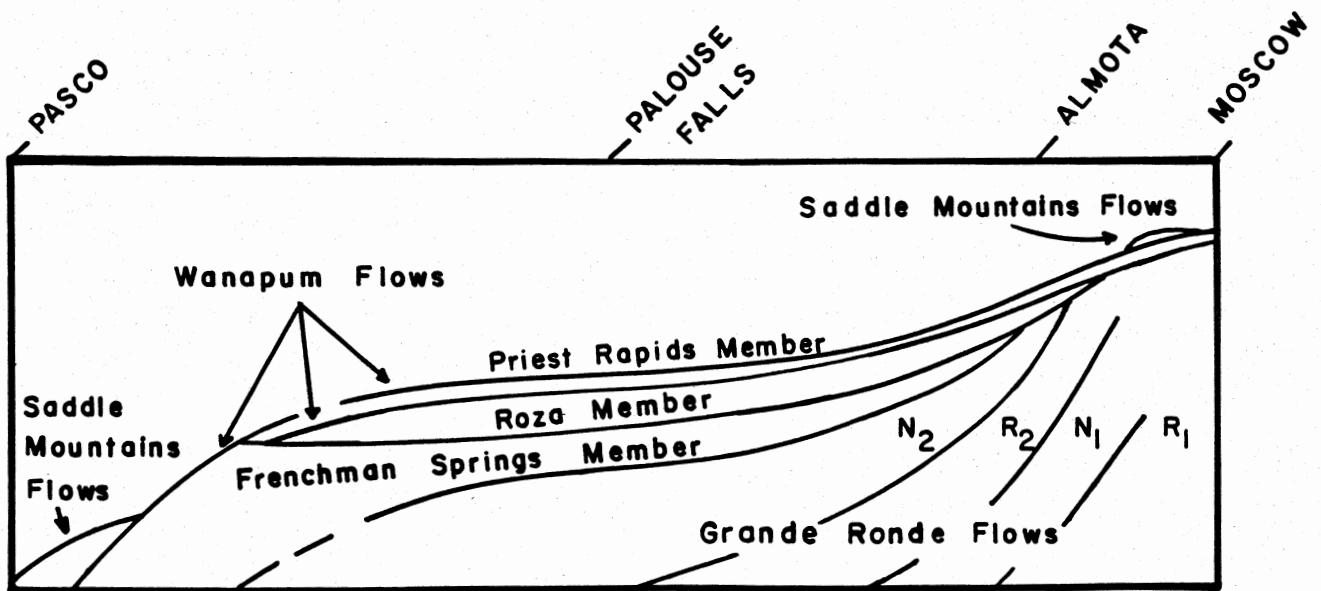 PASCO
PALOUSE
FALLS
ALMOTA
MOSCOW
Saddle Mountains Flows
Wanapum Flows
Priest Rapids Member
Saddle
Mountains
Flows
Roza Member
Frenchman Springs Member
N2 R2 N1 R1
Grande Ronde Flows